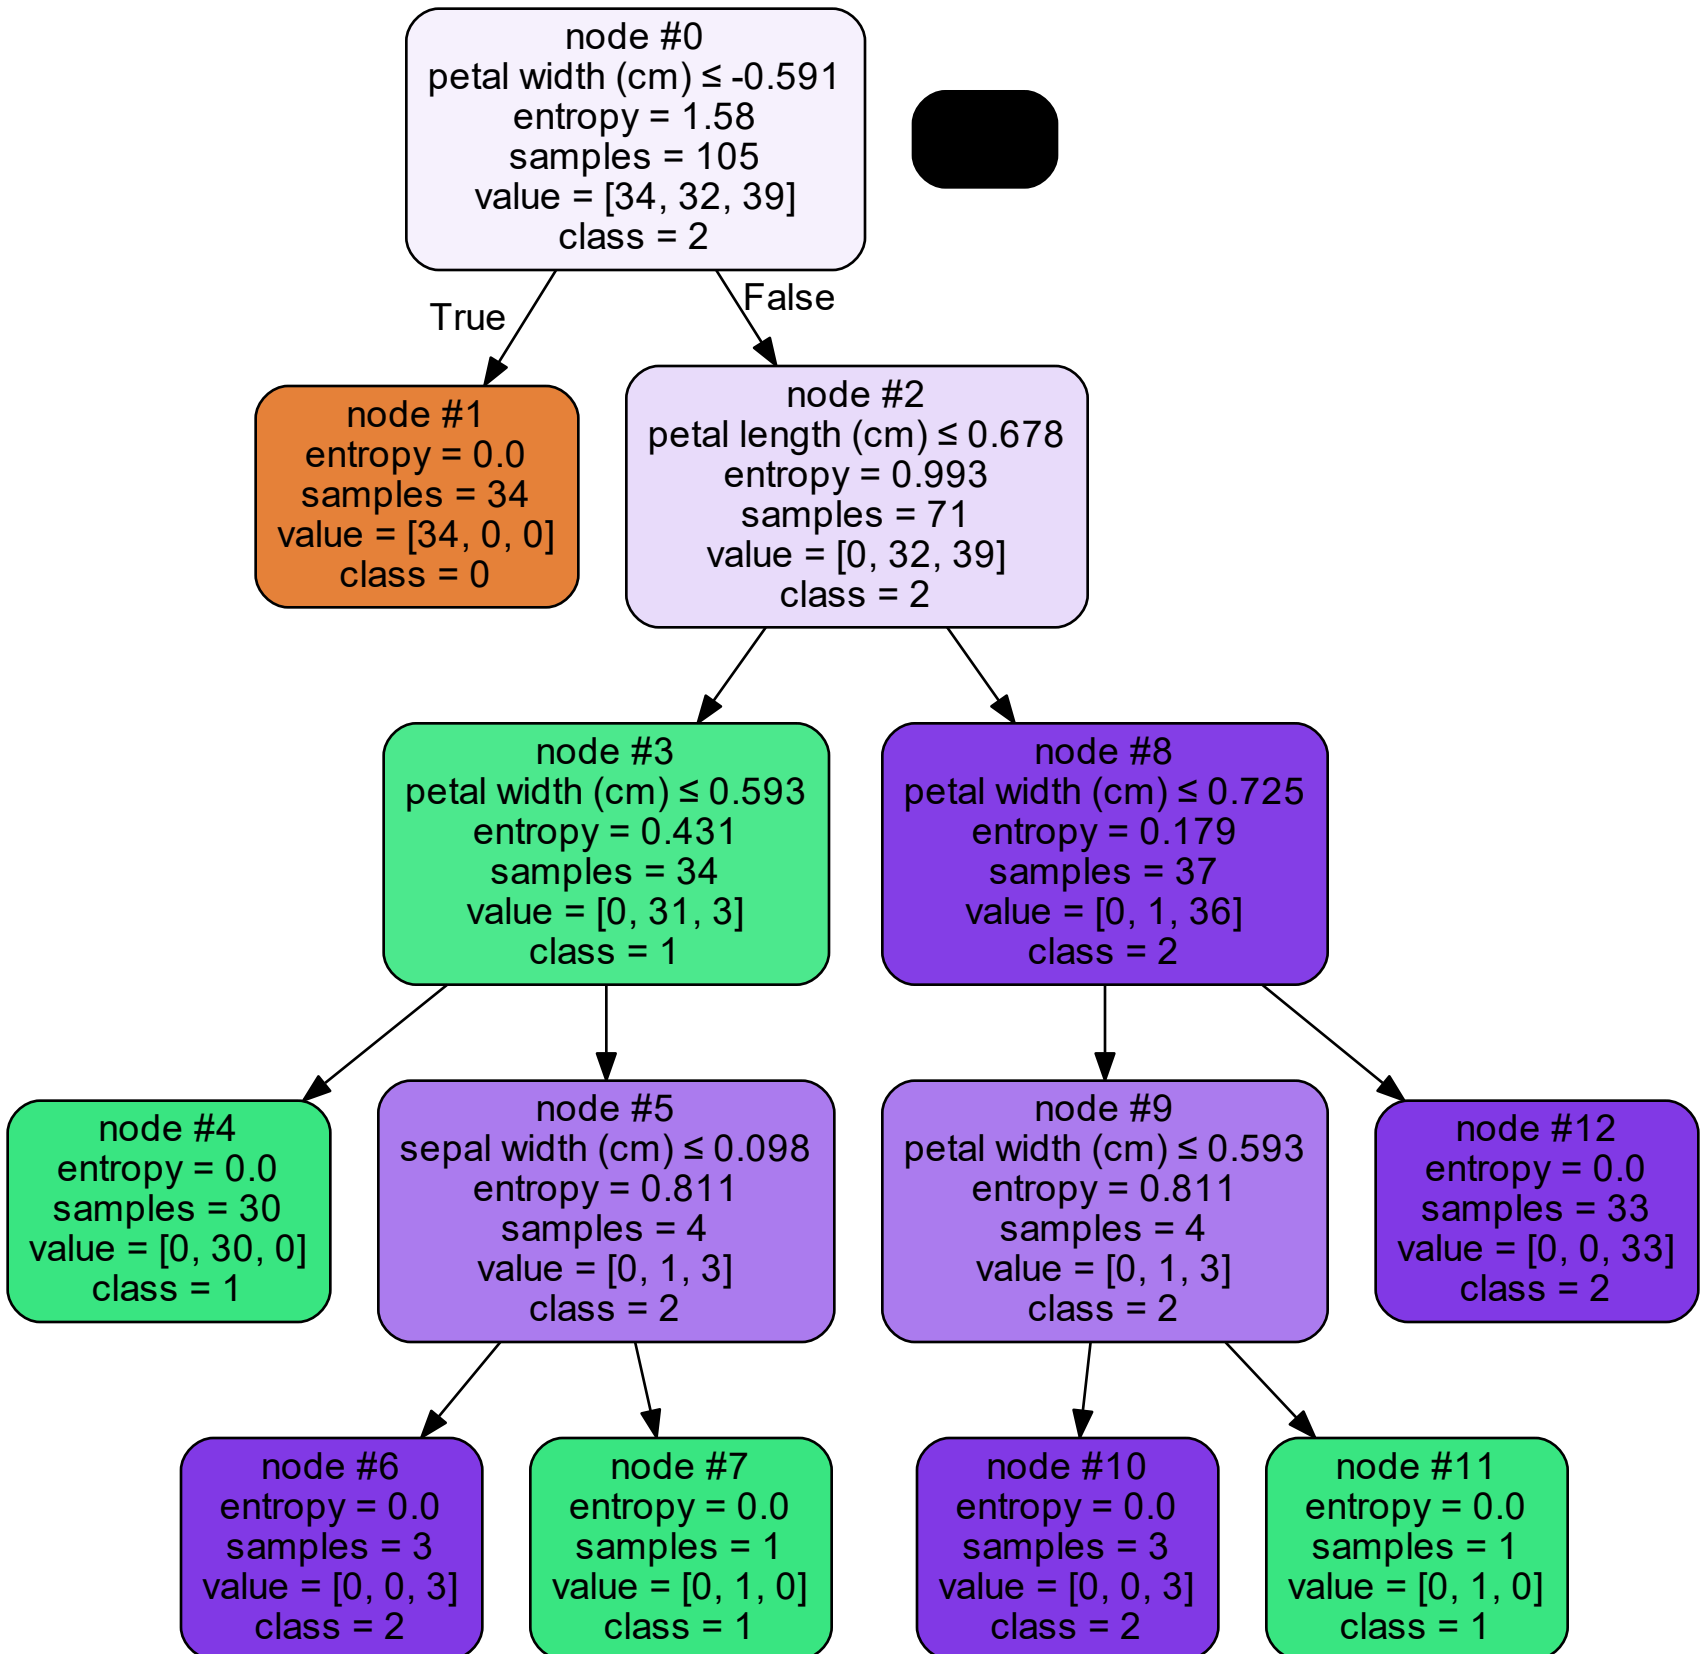 node #0
petal width (cm) ≤ -0.591
entropy = 1.58
samples = 105
value = [34, 32, 39]
class = 2
True
False
node #1
entropy = 0.0
samples = 34
value = [34, 0, 0]
class = 0
node #2
petal length (cm) ≤ 0.678
entropy = 0.993
samples = 71
value = [0, 32, 39]
class = 2
node #3
petal width (cm) ≤ 0.593
entropy = 0.431
samples = 34
value = [0, 31, 3]
class = 1
node #8
petal width (cm) ≤ 0.725
entropy = 0.179
samples = 37
value = [0, 1, 36]
class = 2
node #4
entropy = 0.0
samples = 30
value = [0, 30, 0]
class = 1
node #5
sepal width (cm) ≤ 0.098
entropy = 0.811
samples = 4
value = [0, 1, 3]
class = 2
node #9
petal width (cm) ≤ 0.593
entropy = 0.811
samples = 4
value = [0, 1, 3]
class = 2
node #12
entropy = 0.0
samples = 33
value = [0, 0, 33]
class = 2
node #6
entropy = 0.0
samples = 3
value = [0, 0, 3]
class = 2
node #7
entropy = 0.0
samples = 1
value = [0, 1, 0]
class = 1
node #10
entropy = 0.0
samples = 3
value = [0, 0, 3]
class = 2
node #11
entropy = 0.0
samples = 1
value = [0, 1, 0]
class = 1